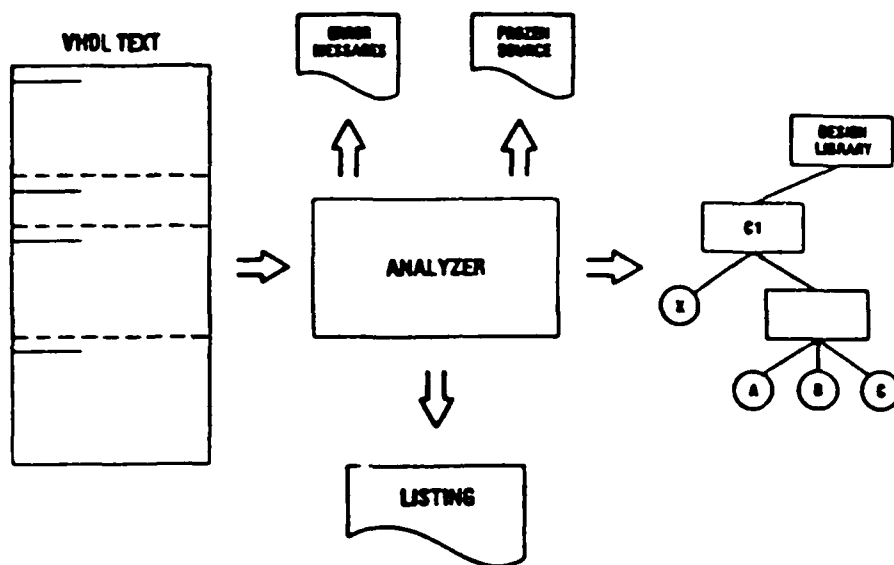 VHDL TEXT
ERROR
MESSAGES
FROZEN
SOURCE
DESIGN
LIBRARY
C1
ANALYZER
X
A
B
C
LISTING